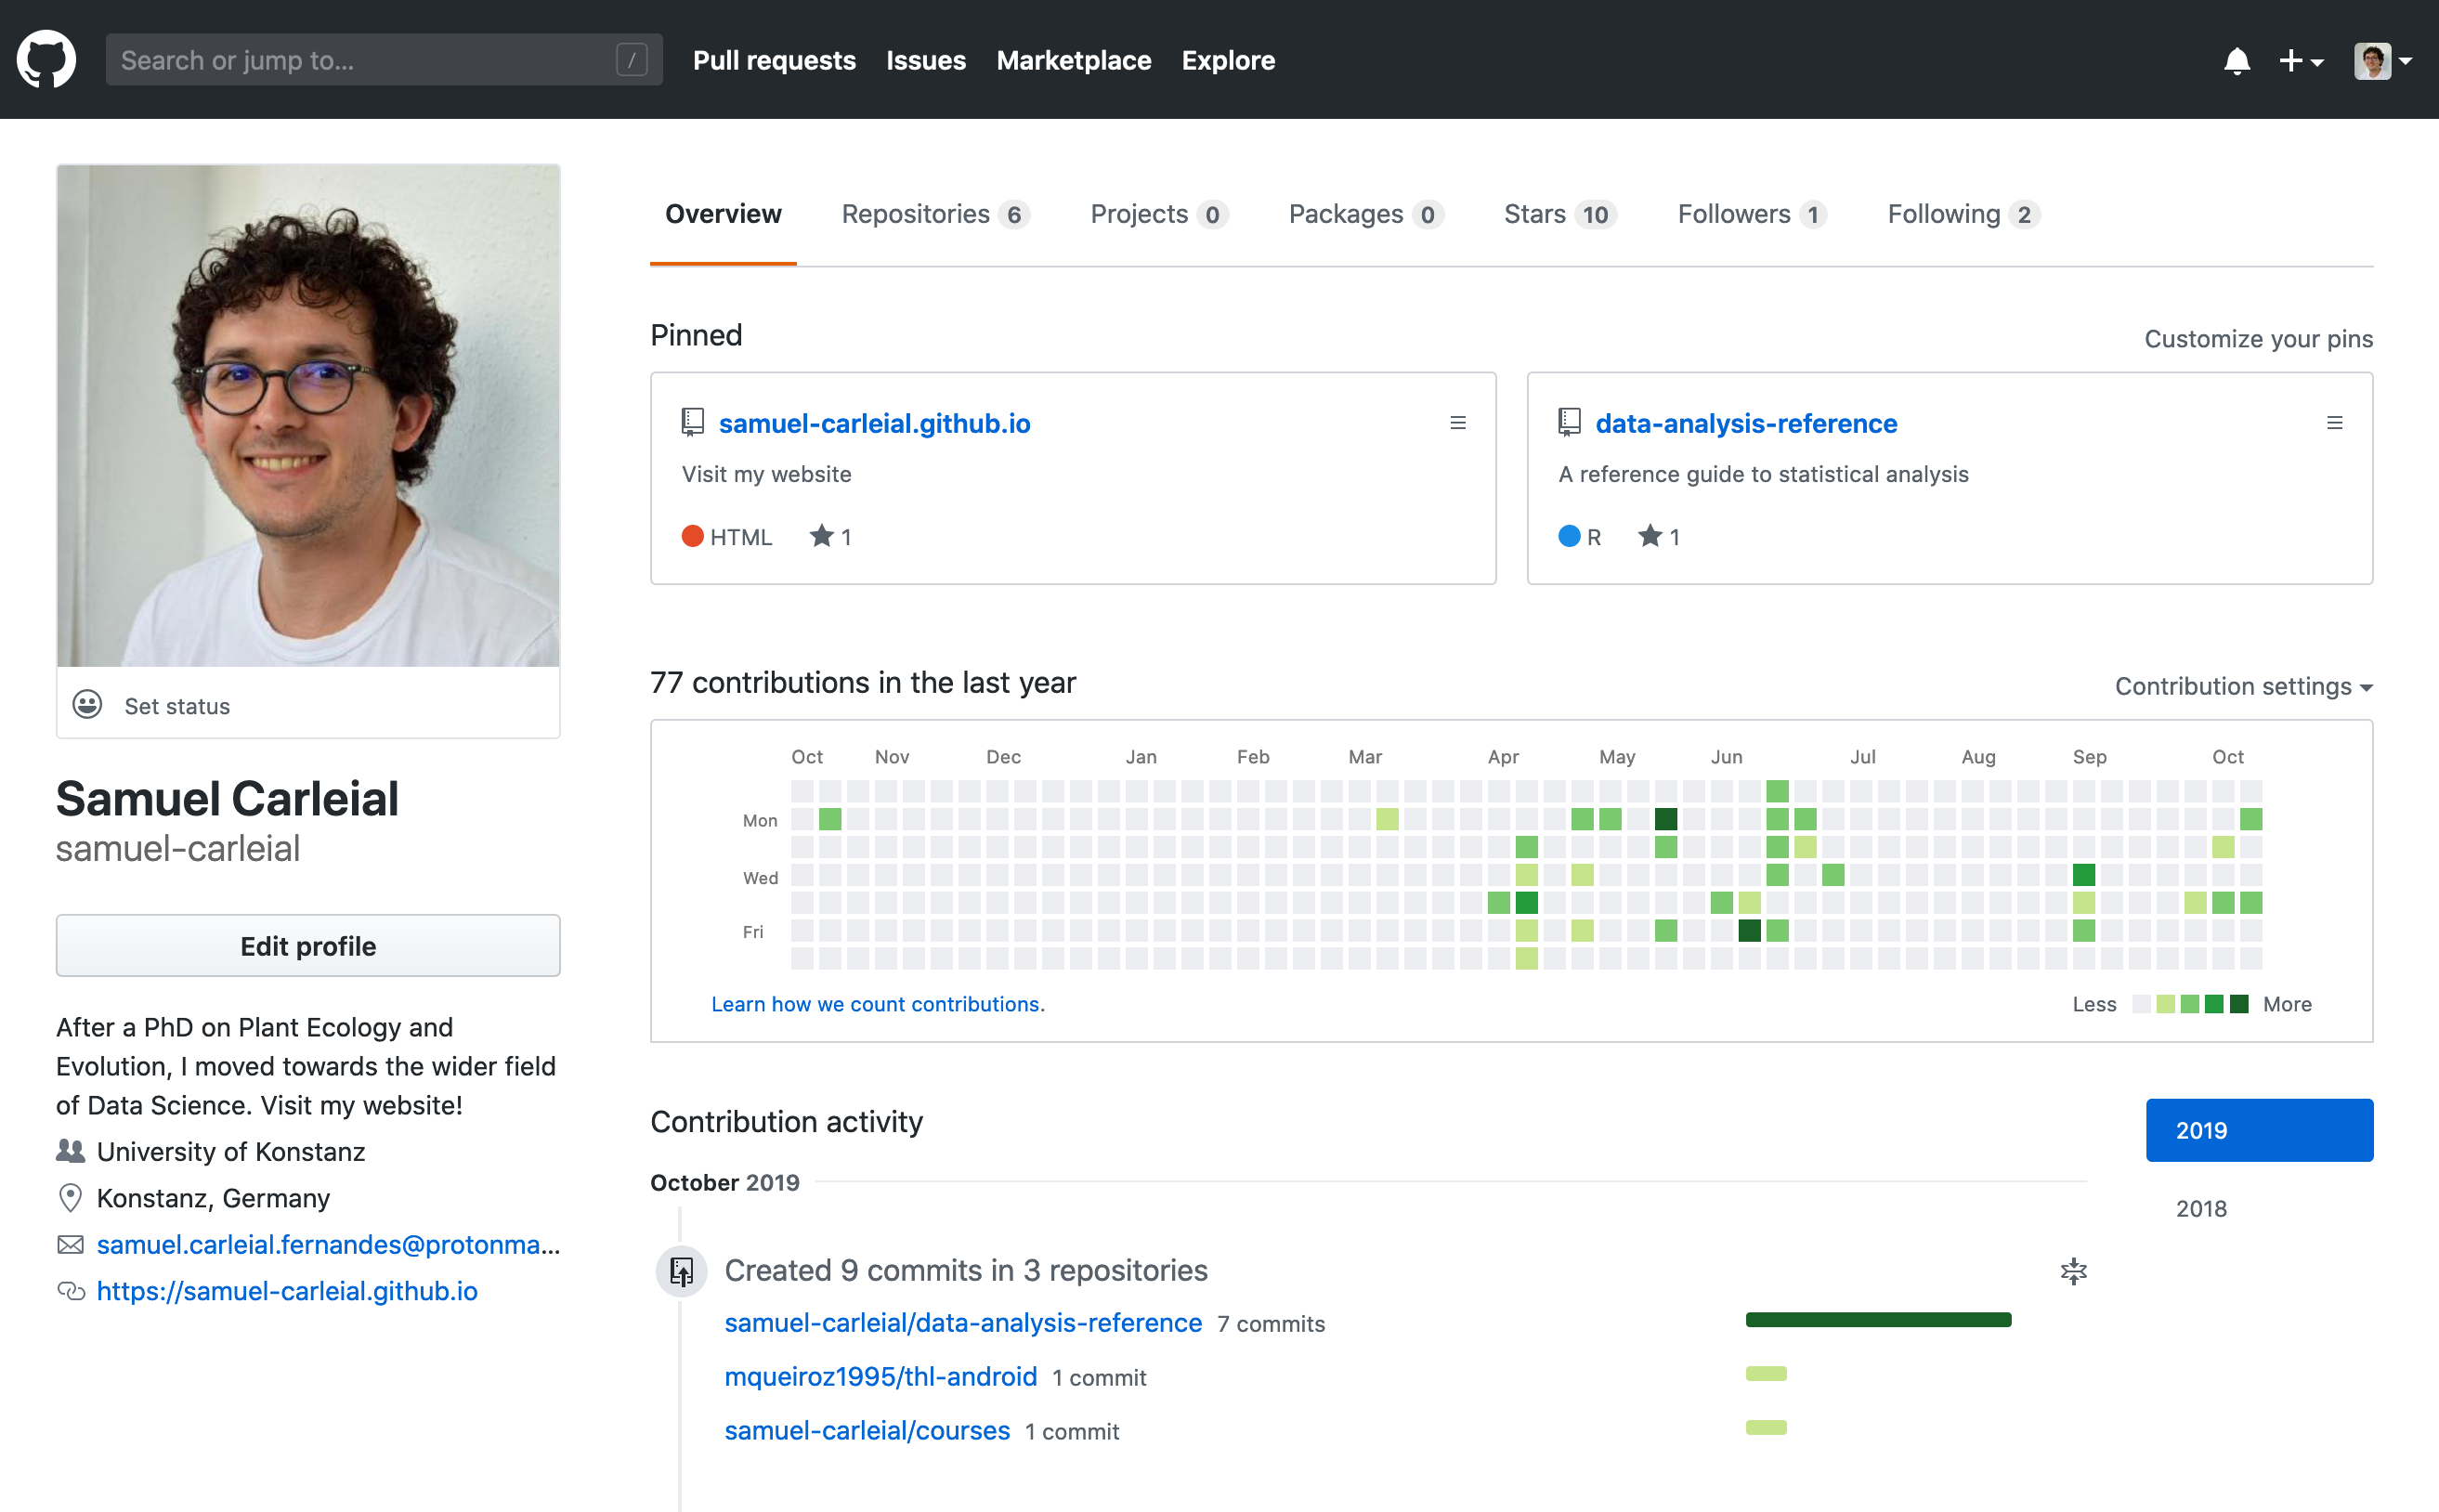 Search or jump to...
/
Pull requests Issues Marketplace Explore
Set status
Samuel Carleial
samuel-carleial
Edit profile
After a PhD on Plant Ecology and
Evolution, I moved towards the wider field
of Data Science. Visit my website!
University of Konstanz
Konstanz, Germany
samuel.carleial.fernandes@protonma...
https://samuel-carleial.github.io
Overview Repositories 6 Projects 0 Packages 0 Stars 10 Followers 1 Following 2
Pinned
Customize your pins
samuel-carleial.github.io
Visit my website
HTML 1
data-analysis-reference
A reference guide to statistical analysis
R 1
77 contributions in the last year
Contribution settings
Oct Nov Dec Jan Feb Mar Apr May Jun Jul Aug Sep Oct
Mon
Wed
Fri
Learn how we count contributions.
Less More
Contribution activity
2019
2018
October 2019
Created 9 commits in 3 repositories
samuel-carleial/data-analysis-reference 7 commits
mqueiroz1995/thl-android 1 commit
samuel-carleial/courses 1 commit